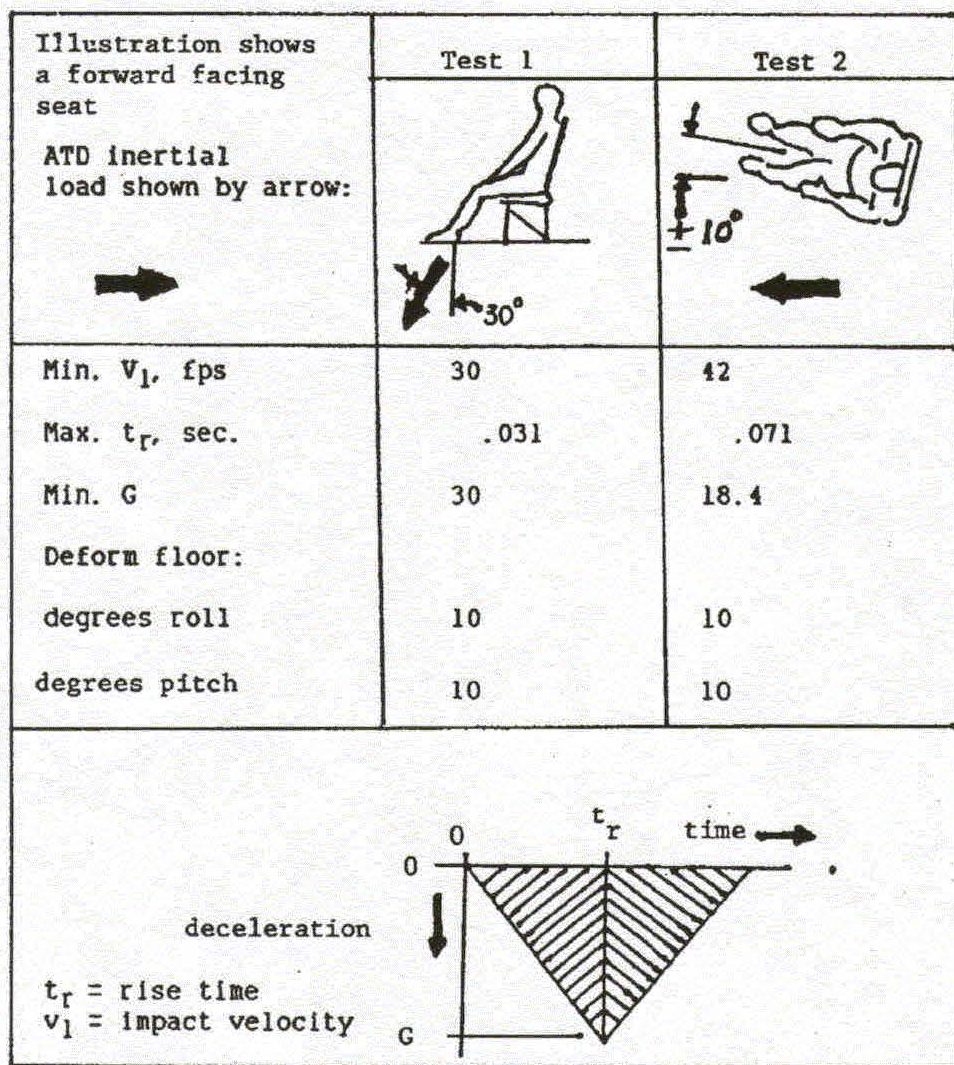 Illustration shows
a forward facing
seat
ATD inertial
load shown by arrow:
Test 1
Test 2
30°
+ 10°
Min. V₁, fps 30 42
Max. tᵣ, sec. .031 .071
Min. G 30 18.4
Deform floor:
degrees roll 10 10
degrees pitch 10 10
0 tᵣ time
0
deceleration
tᵣ = rise time
v₁ = impact velocity
G